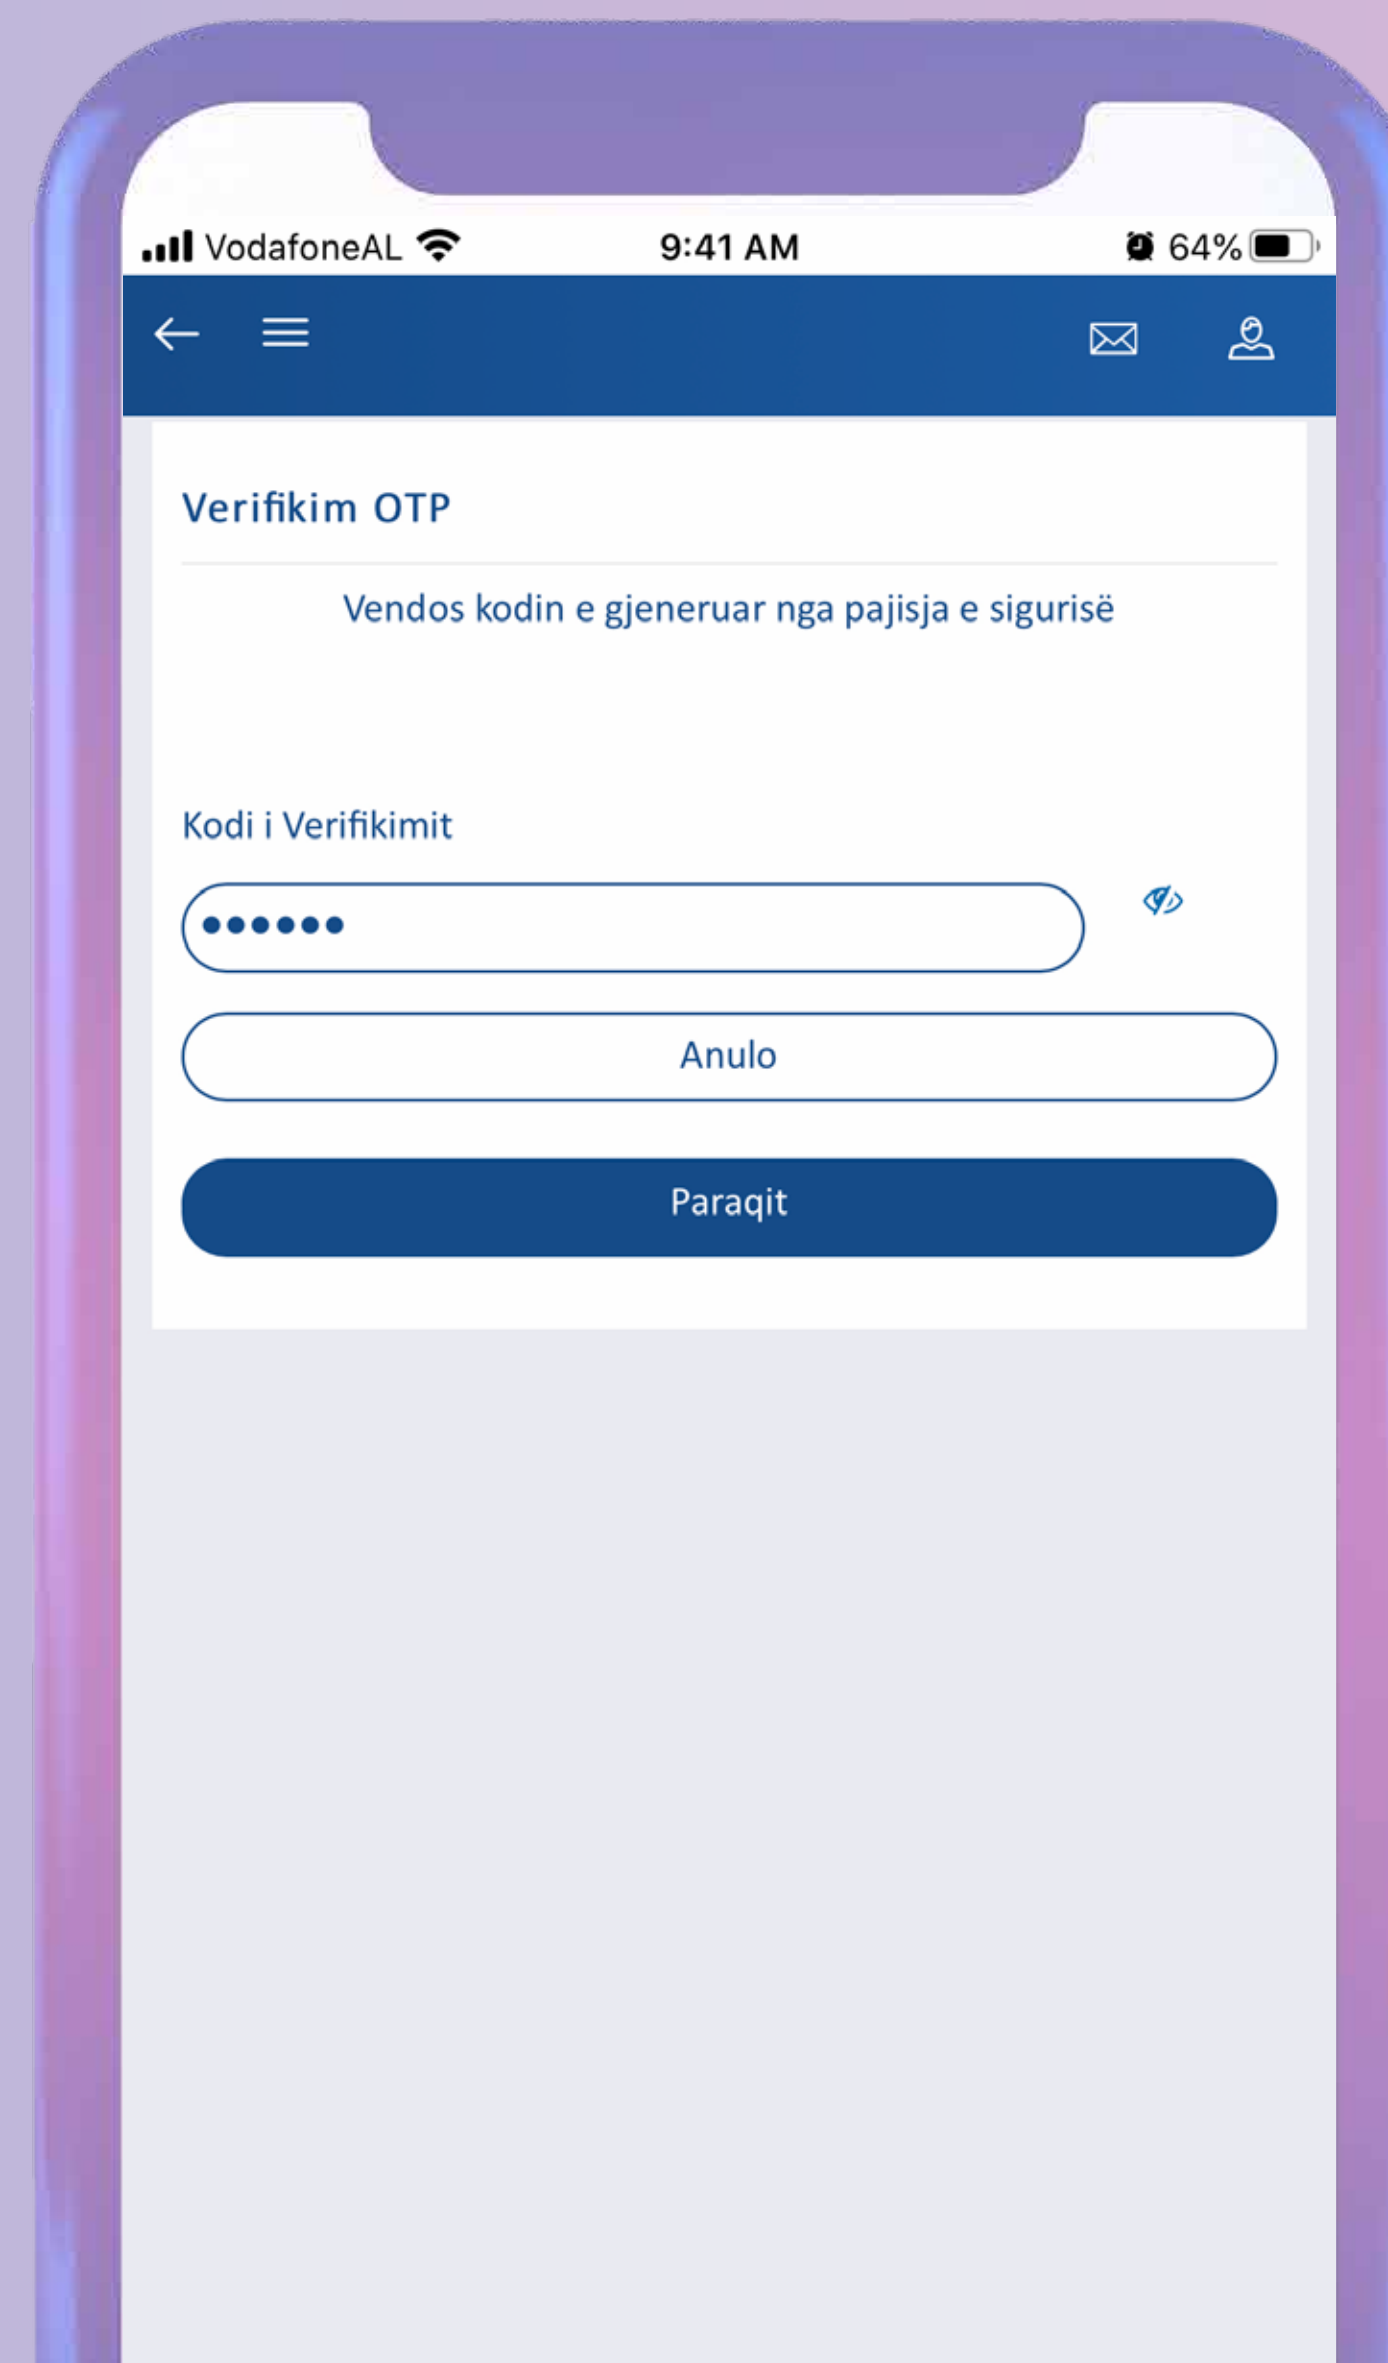 VodafoneAL 9:41 AM 64%
Verifikim OTP
Vendos kodin e gjeneruar nga pajisja e sigurisë
Kodi i Verifikimit
Anulo
Paraqit